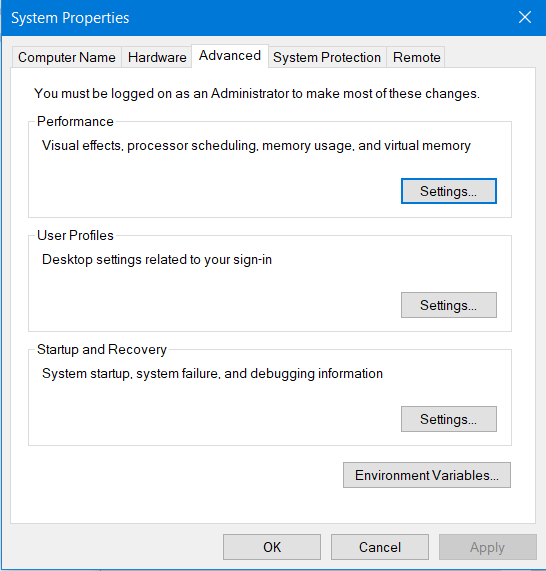 System Properties
Computer Name Hardware Advanced System Protection Remote
You must be logged on as an Administrator to make most of these changes.
Performance
Visual effects, processor scheduling, memory usage, and virtual memory
Settings...
User Profiles
Desktop settings related to your sign-in
Settings...
Startup and Recovery
System startup, system failure, and debugging information
Settings...
Environment Variables...
OK Cancel Apply